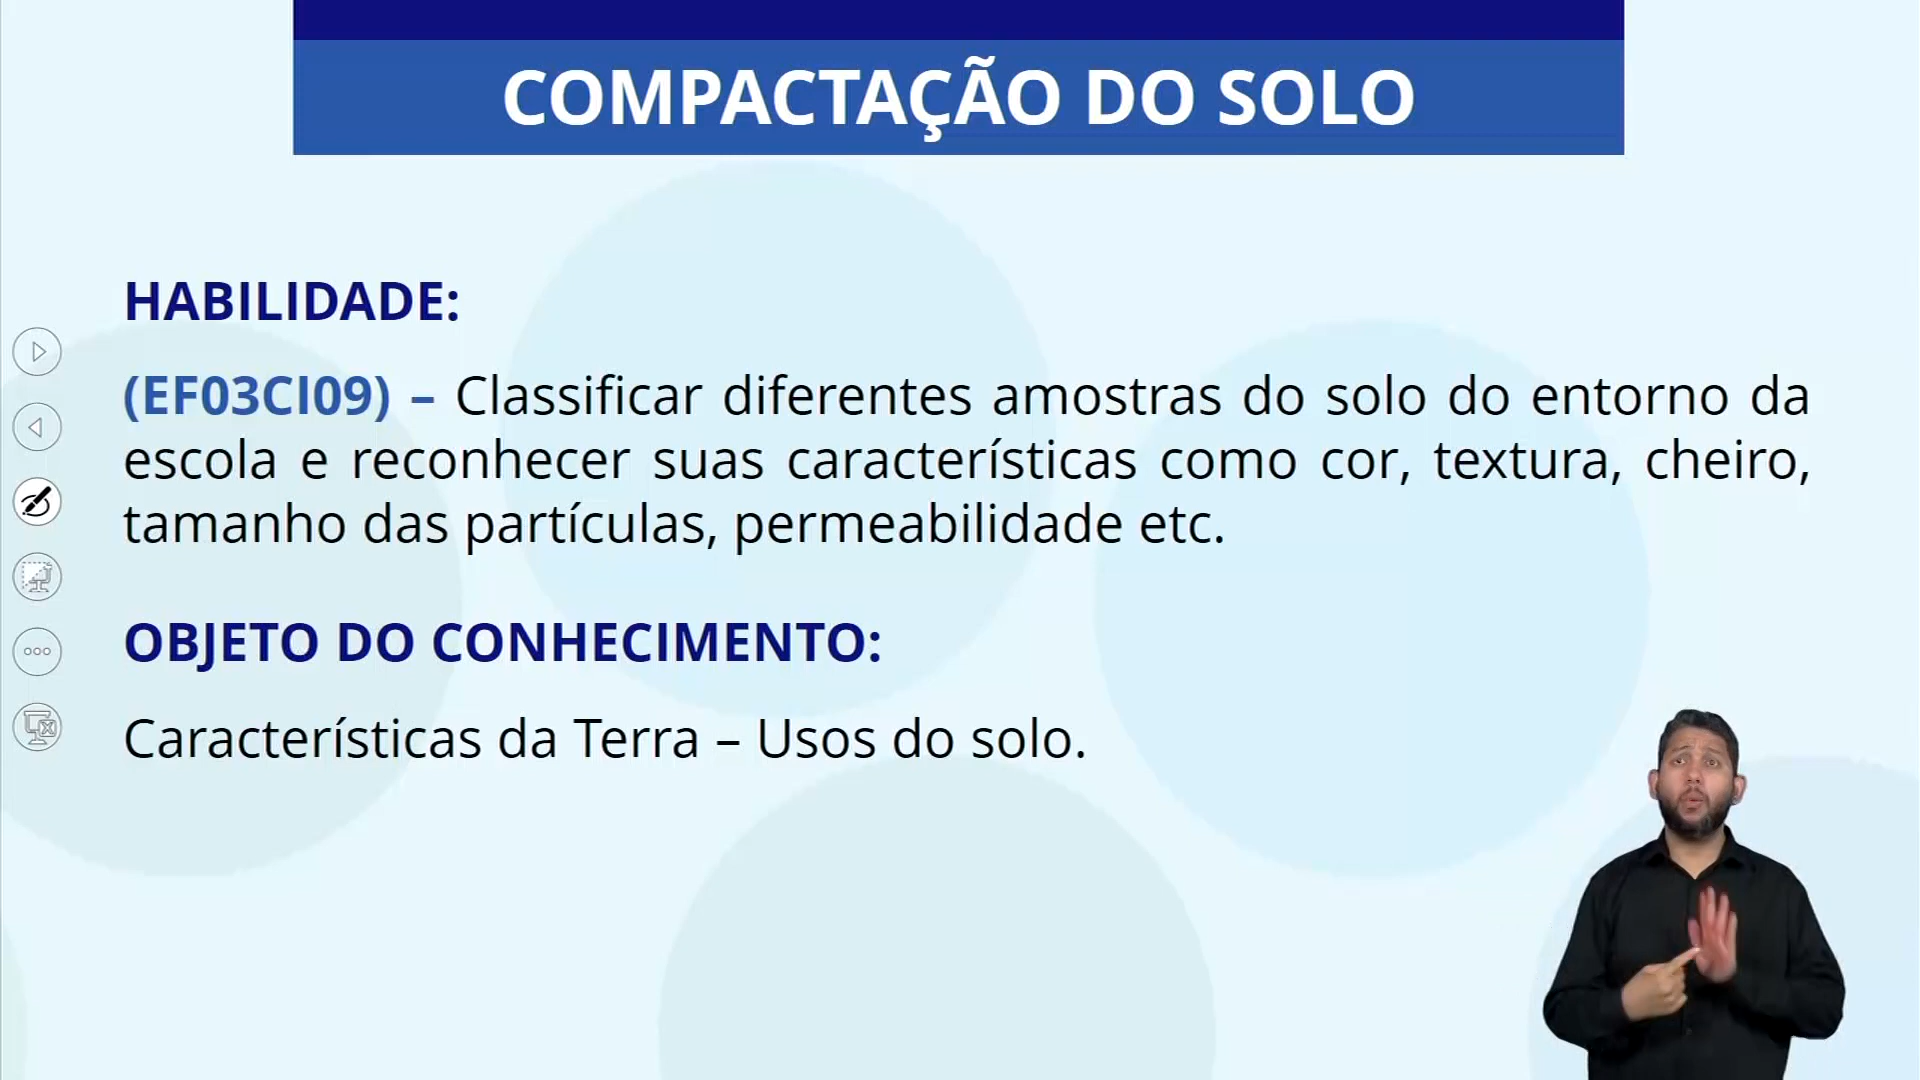 COMPACTAÇÃO DO SOLO
HABILIDADE:
(EF03CI09) – Classificar diferentes amostras do solo do entorno da
escola e reconhecer suas características como cor, textura, cheiro,
tamanho das partículas, permeabilidade etc.
OBJETO DO CONHECIMENTO:
Características da Terra – Usos do solo.